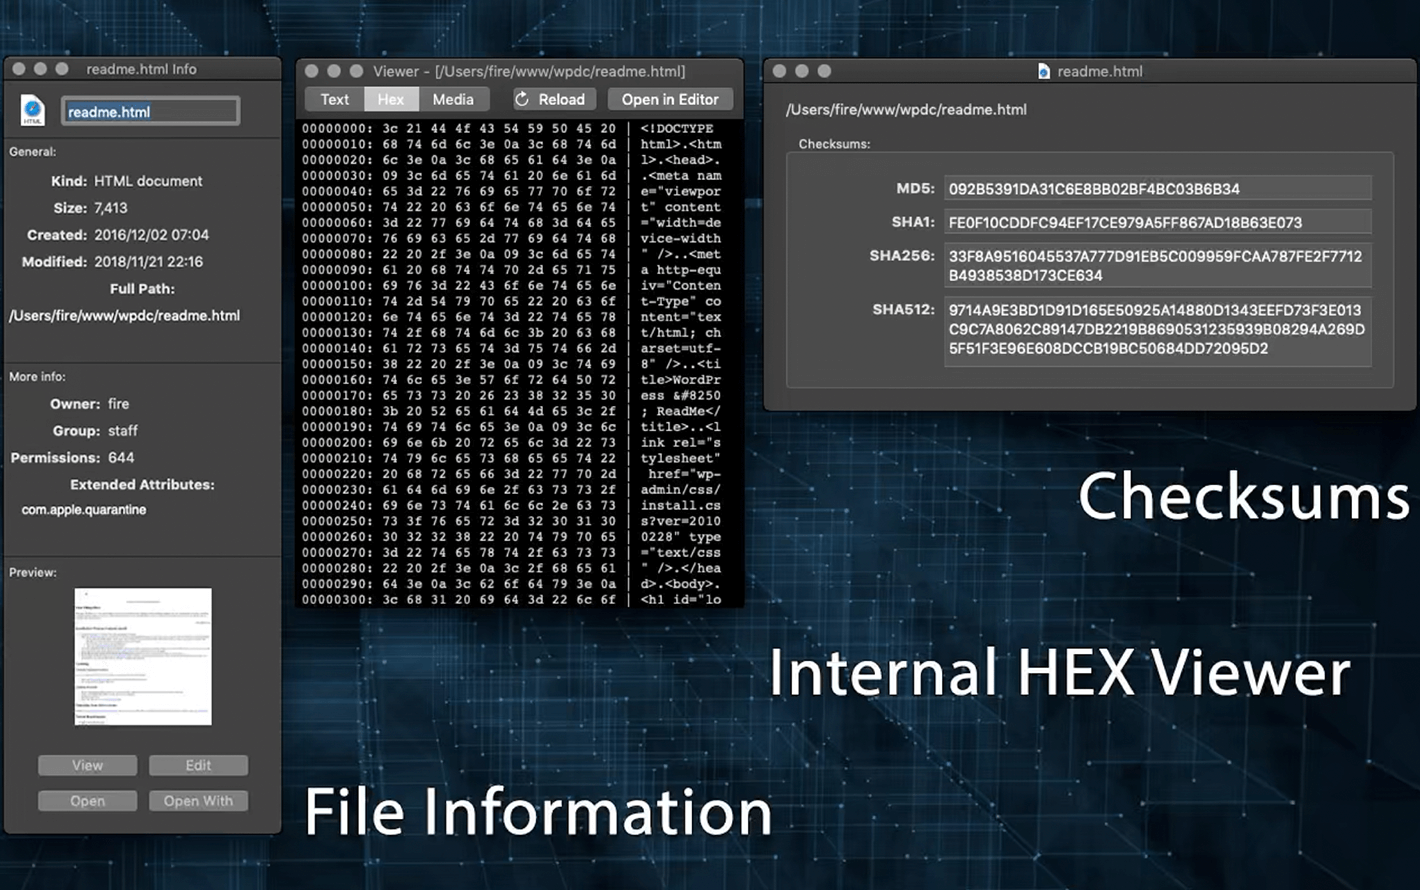 readme.html Info
HTML
readme.html
General:
Kind: HTML document
Size: 7,413
Created: 2016/12/02 07:04
Modified: 2018/11/21 22:16
Full Path:
/Users/fire/www/wpdc/readme.html
More info:
Owner: fire
Group: staff
Permissions: 644
Extended Attributes:
com.apple.quarantine
Preview:
View Edit
Open Open With
Viewer - [/Users/fire/www/wpdc/readme.html]
Text Hex Media Reload Open in Editor
00000000: 3c 21 44 4f 43 54 59 50 45 20 | <!DOCTYPE
00000010: 68 74 6d 6c 3e 0a 3c 68 74 6d | html>.<htm
00000020: 6c 3e 0a 3c 68 65 61 64 3e 0a | l>.<head>.
00000030: 09 3c 6d 65 74 61 20 6e 61 6d | .<meta nam
00000040: 65 3d 22 76 69 65 77 70 6f 72 | e="viewpor
00000050: 74 22 20 63 6f 6e 74 65 6e 74 | t" content
00000060: 3d 22 77 69 64 74 68 3d 64 65 | ="width=de
00000070: 76 69 63 65 2d 77 69 64 74 68 | vice-width
00000080: 22 20 2f 3e 0a 09 3c 6d 65 74 | " />..<met
00000090: 61 20 68 74 74 70 2d 65 71 75 | a http-equ
00000100: 69 76 3d 22 43 6f 6e 74 65 6e | iv="Conten
00000110: 74 2d 54 79 70 65 22 20 63 6f | t-Type" co
00000120: 6e 74 65 6e 74 3d 22 74 65 78 | ntent="tex
00000130: 74 2f 68 74 6d 6c 3b 20 63 68 | t/html; ch
00000140: 61 72 73 65 74 3d 75 74 66 2d | arset=utf-
00000150: 38 22 20 2f 3e 0a 09 3c 74 69 | 8" />..<ti
00000160: 74 6c 65 3e 57 6f 72 64 50 72 | tle>WordPr
00000170: 65 73 73 20 26 23 38 32 35 30 | ess &#8250
00000180: 3b 20 52 65 61 64 4d 65 3c 2f | ; ReadMe</
00000190: 74 69 74 6c 65 3e 0a 09 3c 6c | title>..<l
00000200: 69 6e 6b 20 72 65 6c 3d 22 73 | ink rel="s
00000210: 74 79 6c 65 73 68 65 65 74 22 | tylesheet"
00000220: 20 68 72 65 66 3d 22 77 70 2d | href="wp-
00000230: 61 64 6d 69 6e 2f 63 73 73 2f | admin/css/
00000240: 69 6e 73 74 61 6c 6c 2e 63 73 | install.cs
00000250: 73 3f 76 65 72 3d 32 30 31 30 | s?ver=2010
00000260: 30 32 32 38 22 20 74 79 70 65 | 0228" type
00000270: 3d 22 74 65 78 74 2f 63 73 73 | ="text/css
00000280: 22 20 2f 3e 0a 3c 2f 68 65 61 | " />.</hea
00000290: 64 3e 0a 3c 62 6f 64 79 3e 0a | d>.<body>.
00000300: 3c 68 31 20 69 64 3d 22 6c 6f | <h1 id="lo
readme.html
/Users/fire/www/wpdc/readme.html
Checksums:
MD5: 092B5391DA31C6E8BB02BF4BC03B6B34
SHA1: FE0F10CDDFC94EF17CE979A5FF867AD18B63E073
SHA256: 33F8A9516045537A777D91EB5C009959FCAA787FE2F7712
B4938538D173CE634
SHA512: 9714A9E3BD1D91D165E50925A14880D1343EEFD73F3E013
C9C7A8062C89147DB2219B8690531235939B08294A269D
5F51F3E96E608DCCB19BC50684DD72095D2
Checksums
Internal HEX Viewer
File Information